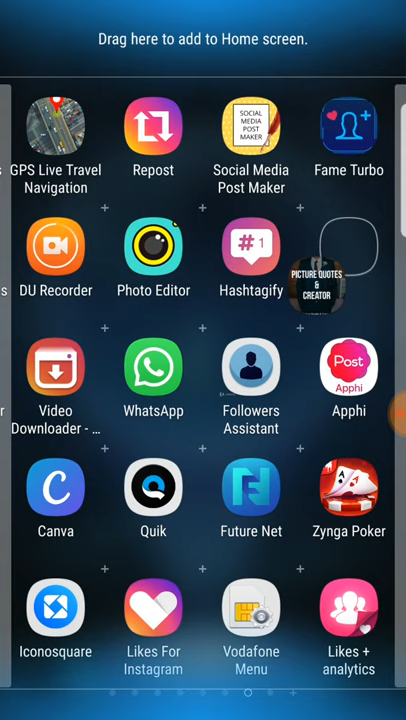 Drag here to add to Home screen.
GPS Live Travel
Navigation
Repost
SOCIAL
MEDIA
POST
MAKER
Social Media
Post Maker
Fame Turbo
DU Recorder
Photo Editor
# 1
Hashtagify
PICTURE QUOTES
&
CREATOR
Video
Downloader - ...
WhatsApp
Followers
Assistant
Post
Apphi
Apphi
C
Canva
Quik
N
Future Net
Zynga Poker
Iconosquare
Likes For
Instagram
Vodafone
Menu
Likes +
analytics